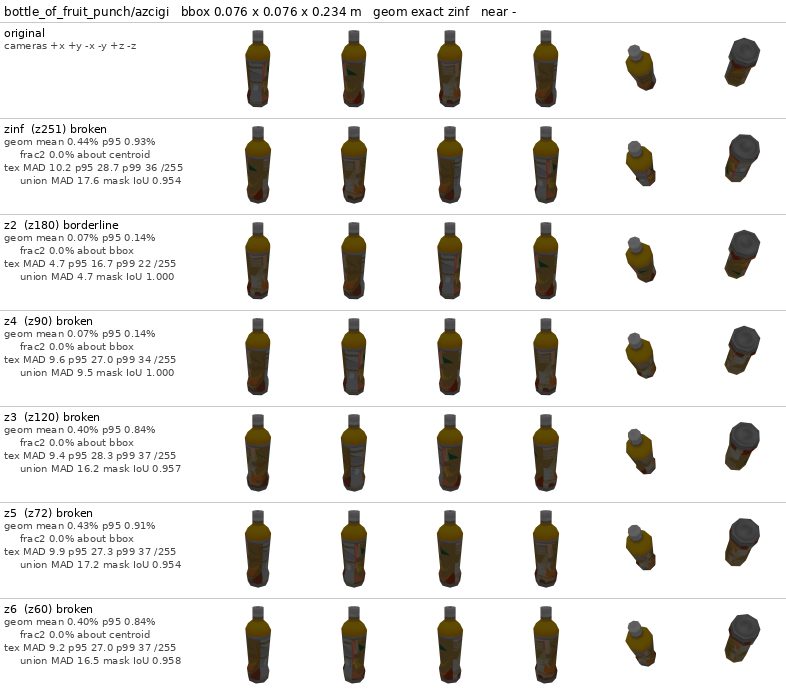 bottle_of_fruit_punch/azcigi bbox 0.076 x 0.076 x 0.234 m geom exact zinf near -
original
cameras +x +y -x -y +z -z
zinf (z251) broken
geom mean 0.44% p95 0.93%
frac2 0.0% about centroid
tex MAD 10.2 p95 28.7 p99 36 /255
union MAD 17.6 mask IoU 0.954
z2 (z180) borderline
geom mean 0.07% p95 0.14%
frac2 0.0% about bbox
tex MAD 4.7 p95 16.7 p99 22 /255
union MAD 4.7 mask IoU 1.000
z4 (z90) broken
geom mean 0.07% p95 0.14%
frac2 0.0% about bbox
tex MAD 9.6 p95 27.0 p99 34 /255
union MAD 9.5 mask IoU 1.000
z3 (z120) broken
geom mean 0.40% p95 0.84%
frac2 0.0% about bbox
tex MAD 9.4 p95 28.3 p99 37 /255
union MAD 16.2 mask IoU 0.957
z5 (z72) broken
geom mean 0.43% p95 0.91%
frac2 0.0% about bbox
tex MAD 9.9 p95 27.3 p99 37 /255
union MAD 17.2 mask IoU 0.954
z6 (z60) broken
geom mean 0.40% p95 0.84%
frac2 0.0% about centroid
tex MAD 9.2 p95 27.0 p99 37 /255
union MAD 16.5 mask IoU 0.958